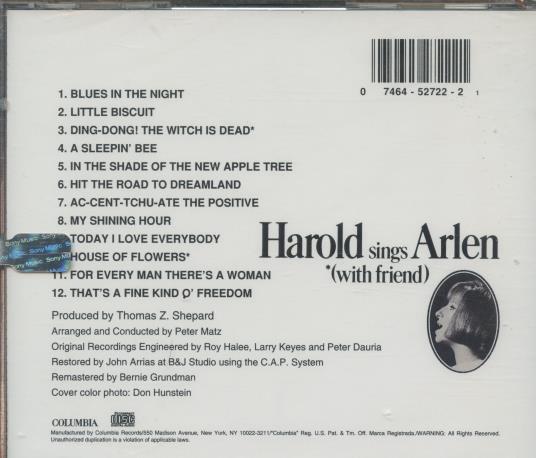 0 7464-52722-2 1
1. BLUES IN THE NIGHT
2. LITTLE BISCUIT
3. DING-DONG! THE WITCH IS DEAD*
4. A SLEEPIN' BEE
5. IN THE SHADE OF THE NEW APPLE TREE
6. HIT THE ROAD TO DREAMLAND
7. AC-CENT-TCHU-ATE THE POSITIVE
8. MY SHINING HOUR
TODAY I LOVE EVERYBODY
HOUSE OF FLOWERS*
11. FOR EVERY MAN THERE'S A WOMAN
12. THAT'S A FINE KIND O' FREEDOM
Sony Music
Harold sings Arlen
*(with friend)
Produced by Thomas Z. Shepard
Arranged and Conducted by Peter Matz
Original Recordings Engineered by Roy Halee, Larry Keyes and Peter Dauria
Restored by John Arrias at B&J Studio using the C.A.P. System
Remastered by Bernie Grundman
Cover color photo: Don Hunstein
COLUMBIA
disc
Manufactured by Columbia Records/550 Madison Avenue, New York, NY 10022-3211/"Columbia" Reg. U.S. Pat. & Tm. Off. Marca Registrada./WARNING: All Rights Reserved.
Unauthorized duplication is a violation of applicable laws.